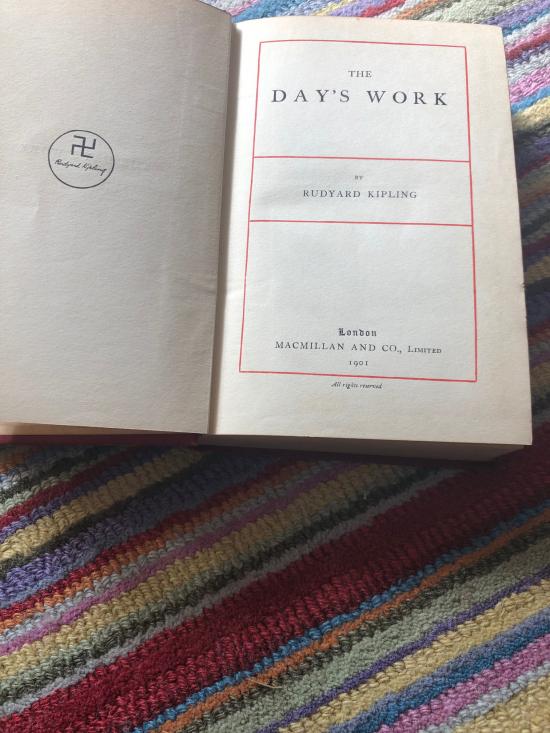 Rudyard Kipling
THE
DAY'S WORK
BY
RUDYARD KIPLING
London
MACMILLAN AND CO., LIMITED
1901
All rights reserved